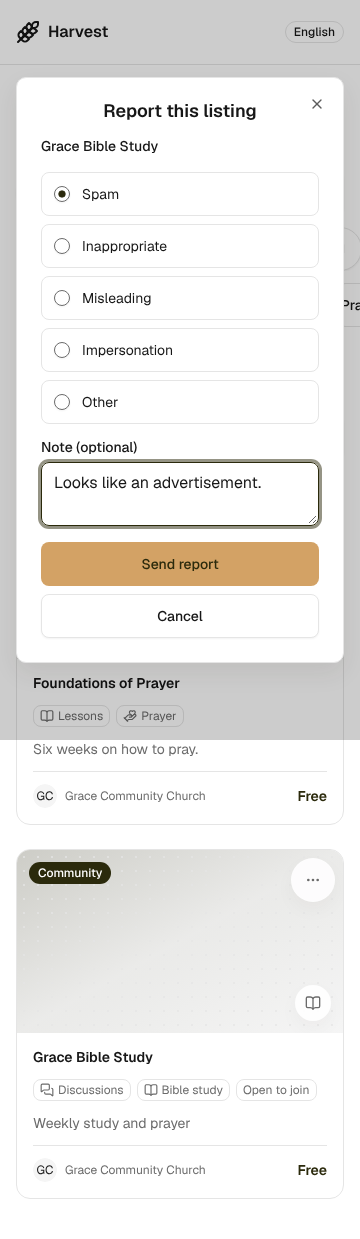 Harvest
English
Report this listing
Grace Bible Study
Spam
Inappropriate
Misleading
Impersonation
Other
Note (optional)
Looks like an advertisement.
Send report
Cancel
Foundations of Prayer
Lessons
Prayer
Six weeks on how to pray.
GC Grace Community Church
Free
Community
Grace Bible Study
Discussions
Bible study
Open to join
Weekly study and prayer
GC Grace Community Church
Free